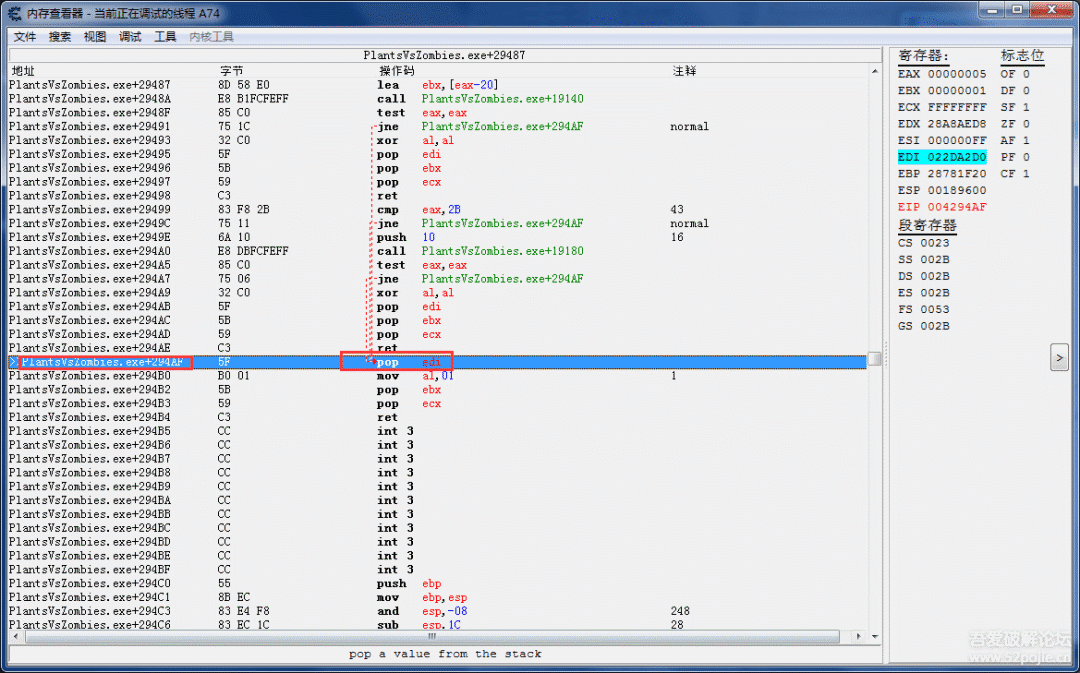 内存查看器 - 当前正在调试的线程 A74
文件 搜索 视图 调试 工具 内核工具
PlantsVsZombies.exe+29487
地址 字节 操作码 注释
PlantsVsZombies.exe+29487 8D 58 E0 lea ebx,[eax-20]
PlantsVsZombies.exe+2948A E8 B1FCFEFF call PlantsVsZombies.exe+19140
PlantsVsZombies.exe+2948F 85 C0 test eax,eax
PlantsVsZombies.exe+29491 75 1C jne PlantsVsZombies.exe+294AF normal
PlantsVsZombies.exe+29493 32 C0 xor al,al
PlantsVsZombies.exe+29495 5F pop edi
PlantsVsZombies.exe+29496 5B pop ebx
PlantsVsZombies.exe+29497 59 pop ecx
PlantsVsZombies.exe+29498 C3 ret
PlantsVsZombies.exe+29499 83 F8 2B cmp eax,2B 43
PlantsVsZombies.exe+2949C 75 11 jne PlantsVsZombies.exe+294AF normal
PlantsVsZombies.exe+2949E 6A 10 push 10 16
PlantsVsZombies.exe+294A0 E8 DBFCFEFF call PlantsVsZombies.exe+19180
PlantsVsZombies.exe+294A5 85 C0 test eax,eax
PlantsVsZombies.exe+294A7 75 06 jne PlantsVsZombies.exe+294AF
PlantsVsZombies.exe+294A9 32 C0 xor al,al
PlantsVsZombies.exe+294AB 5F pop edi
PlantsVsZombies.exe+294AC 5B pop ebx
PlantsVsZombies.exe+294AD 59 pop ecx
PlantsVsZombies.exe+294AE C3 ret
PlantsVsZombies.exe+294AF 5F pop edi
PlantsVsZombies.exe+294B0 B0 01 mov al,01 1
PlantsVsZombies.exe+294B2 5B pop ebx
PlantsVsZombies.exe+294B3 59 pop ecx
PlantsVsZombies.exe+294B4 C3 ret
PlantsVsZombies.exe+294B5 CC int 3
PlantsVsZombies.exe+294B6 CC int 3
PlantsVsZombies.exe+294B7 CC int 3
PlantsVsZombies.exe+294B8 CC int 3
PlantsVsZombies.exe+294B9 CC int 3
PlantsVsZombies.exe+294BA CC int 3
PlantsVsZombies.exe+294BB CC int 3
PlantsVsZombies.exe+294BC CC int 3
PlantsVsZombies.exe+294BD CC int 3
PlantsVsZombies.exe+294BE CC int 3
PlantsVsZombies.exe+294BF CC int 3
PlantsVsZombies.exe+294C0 55 push ebp
PlantsVsZombies.exe+294C1 8B EC mov ebp,esp
PlantsVsZombies.exe+294C3 83 E4 F8 and esp,-08 248
PlantsVsZombies.exe+294C6 83 EC 1C sub esp,1C 28
pop a value from the stack
寄存器: 标志位
EAX 00000005 OF 0
EBX 00000001 DF 0
ECX FFFFFFFF SF 1
EDX 28A8AED8 ZF 0
ESI 000000FF AF 1
EDI 022DA2D0 PF 0
EBP 28781F20 CF 1
ESP 00189600
EIP 004294AF
段寄存器
CS 0023
SS 002B
DS 002B
ES 002B
FS 0053
GS 002B
>
吾爱破解论坛
www.52pojie.cn